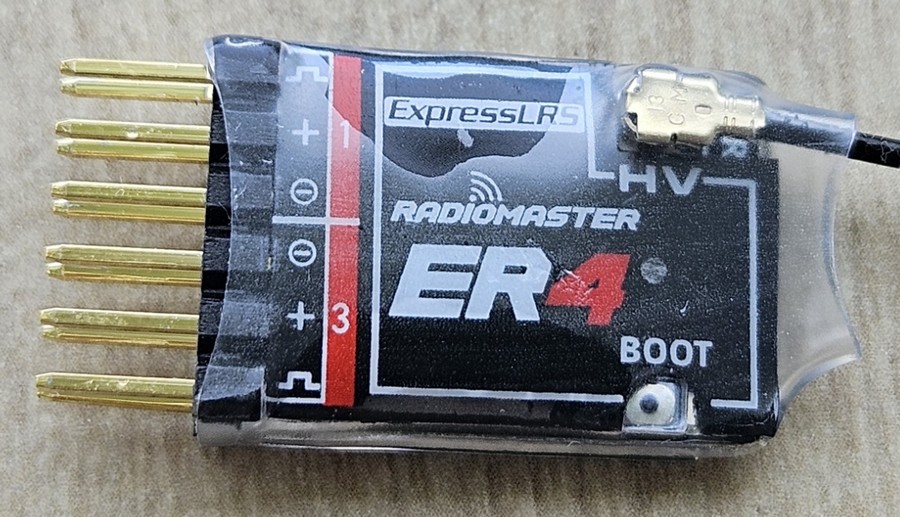 ExpressLRS
HV
RADIOMASTER
ER4
BOOT
+ 1
+ 3